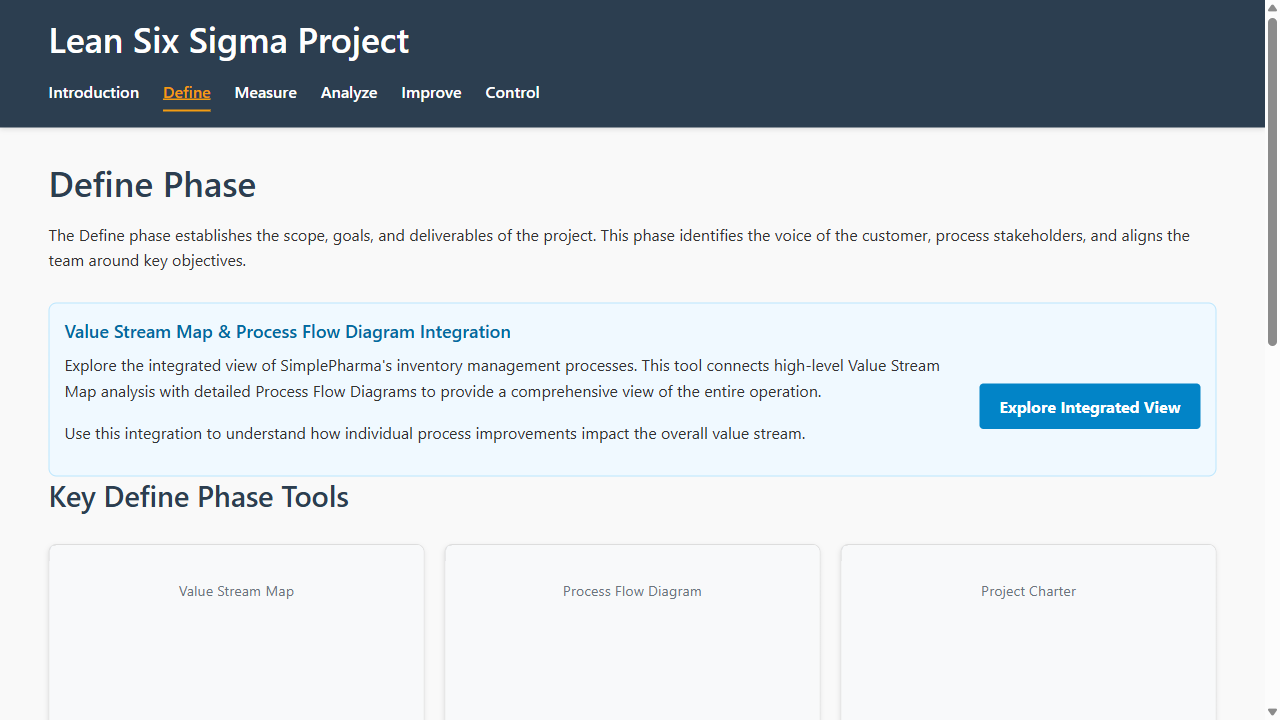 Lean Six Sigma Project
Introduction Define Measure Analyze Improve Control
Define Phase
The Define phase establishes the scope, goals, and deliverables of the project. This phase identifies the voice of the customer, process stakeholders, and aligns the
team around key objectives.
Value Stream Map & Process Flow Diagram Integration
Explore the integrated view of SimplePharma's inventory management processes. This tool connects high-level Value Stream
Map analysis with detailed Process Flow Diagrams to provide a comprehensive view of the entire operation.
Use this integration to understand how individual process improvements impact the overall value stream.
Explore Integrated View
Key Define Phase Tools
Value Stream Map
Process Flow Diagram
Project Charter